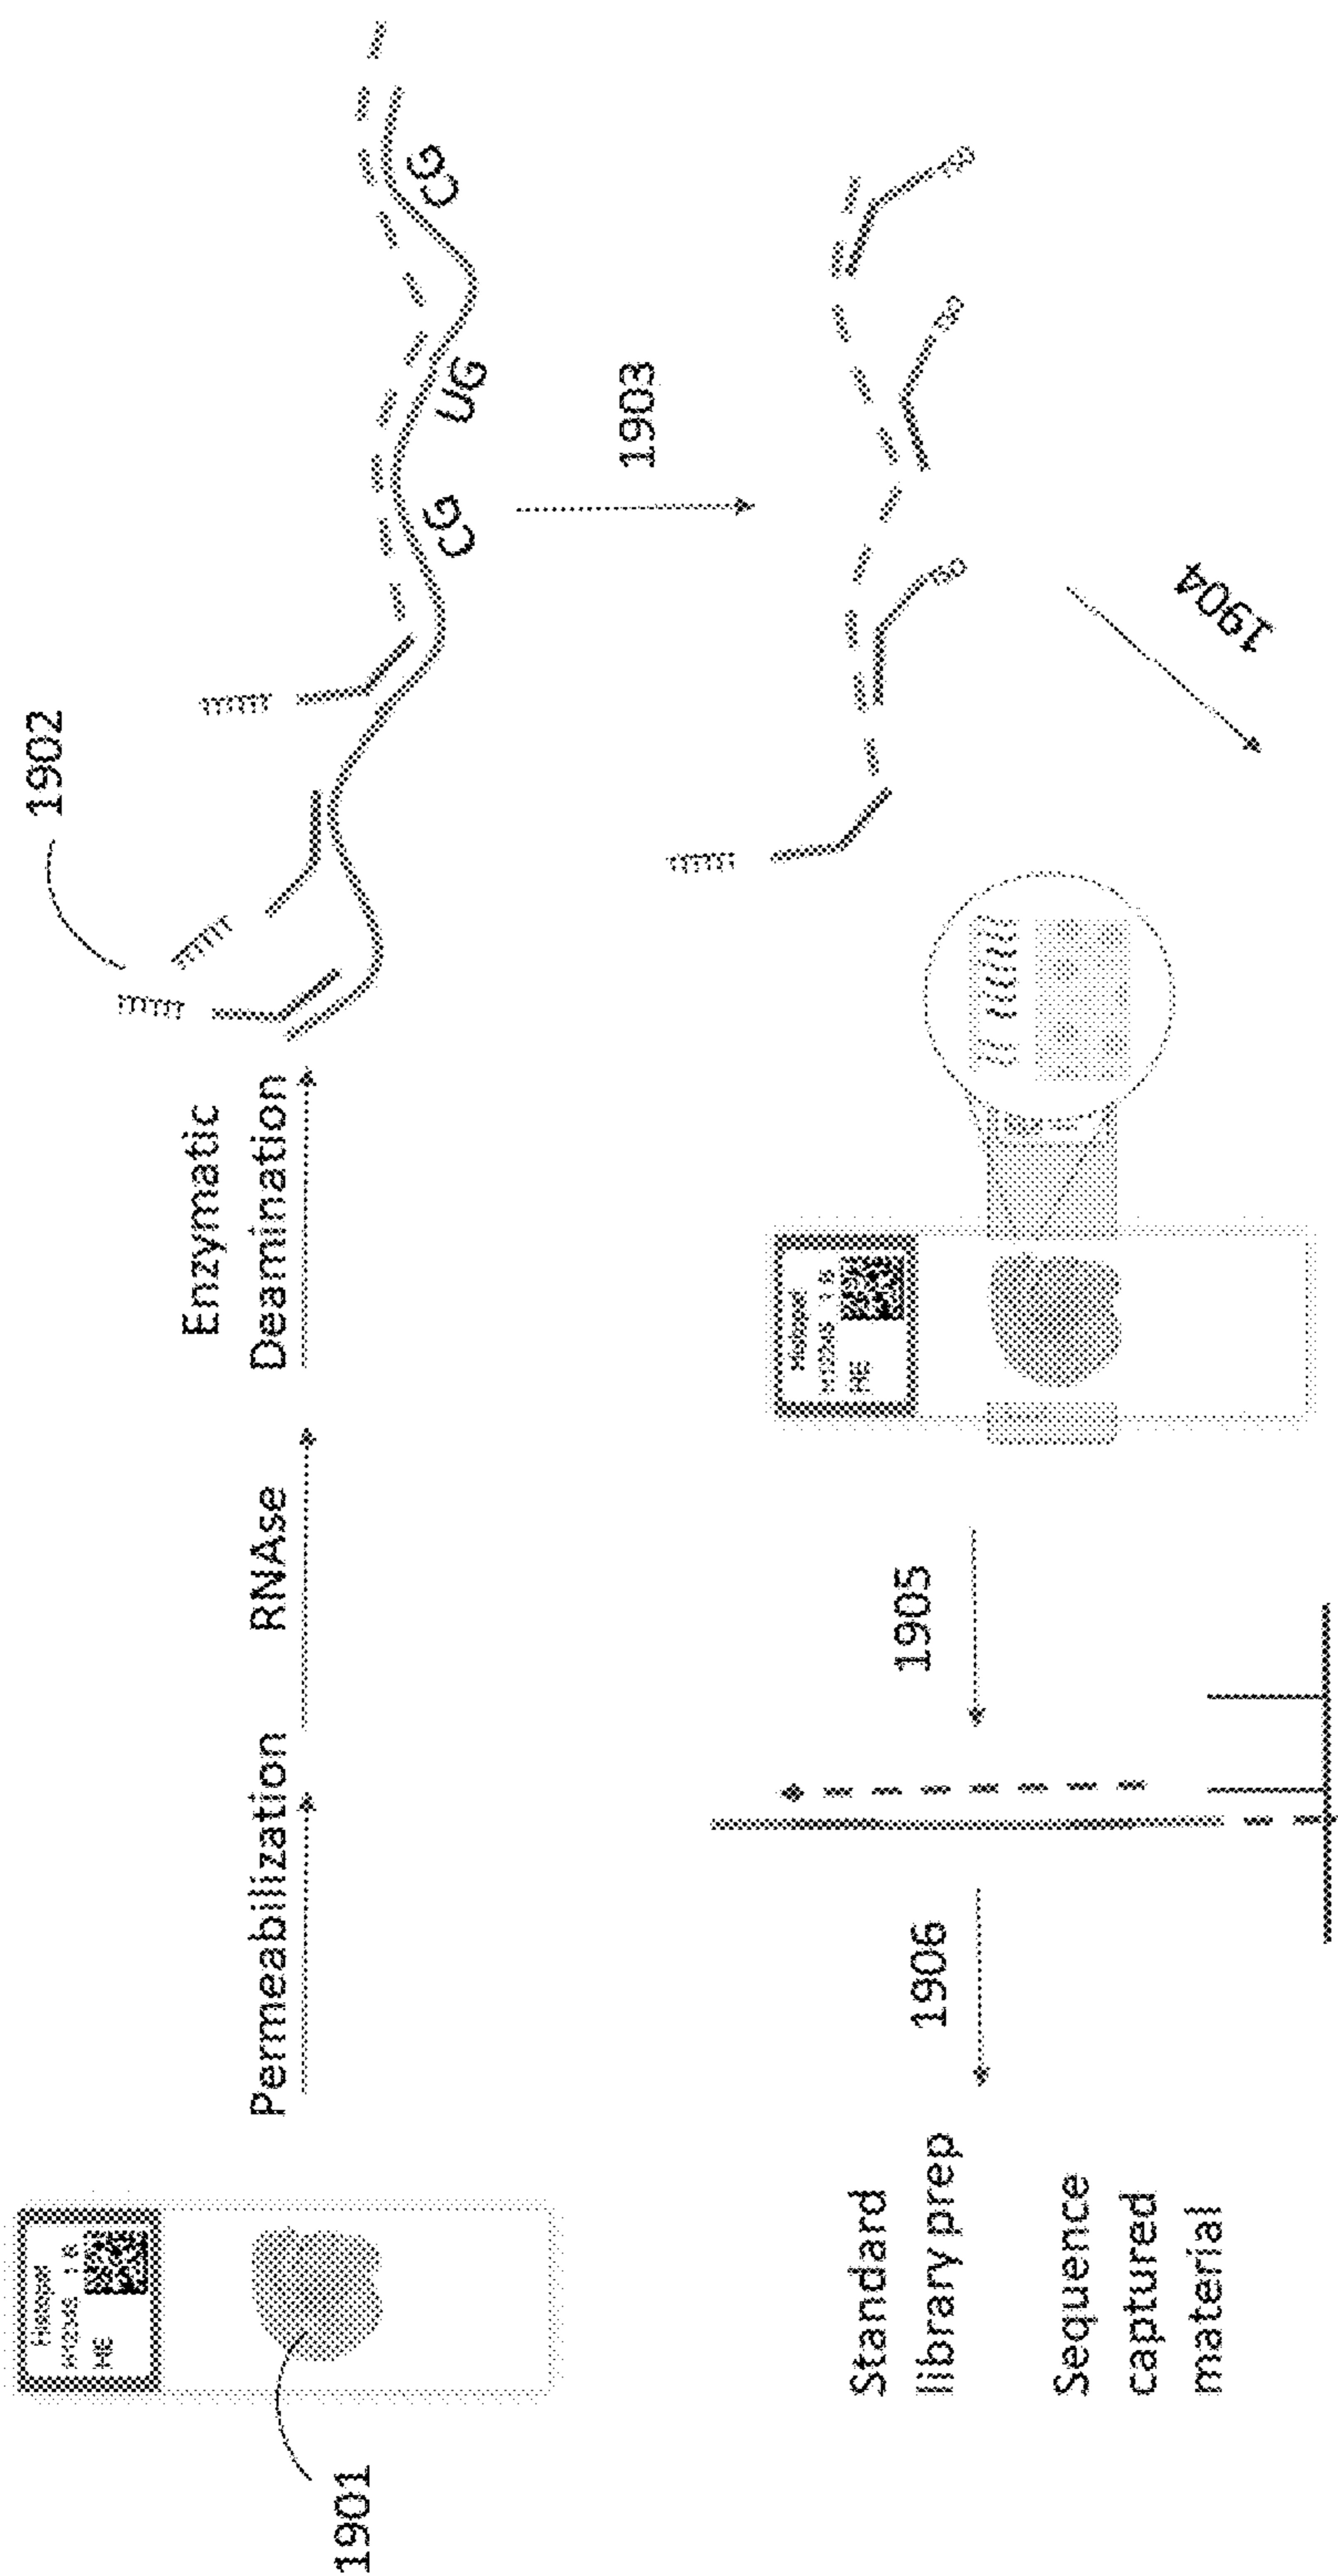 HE
1901
Permeabilization
RNAse
Enzymatic
Deamination
1902
CG
UG
CG
1903
1904
HE
1905
1906
Standard
library prep
Sequence
captured
material